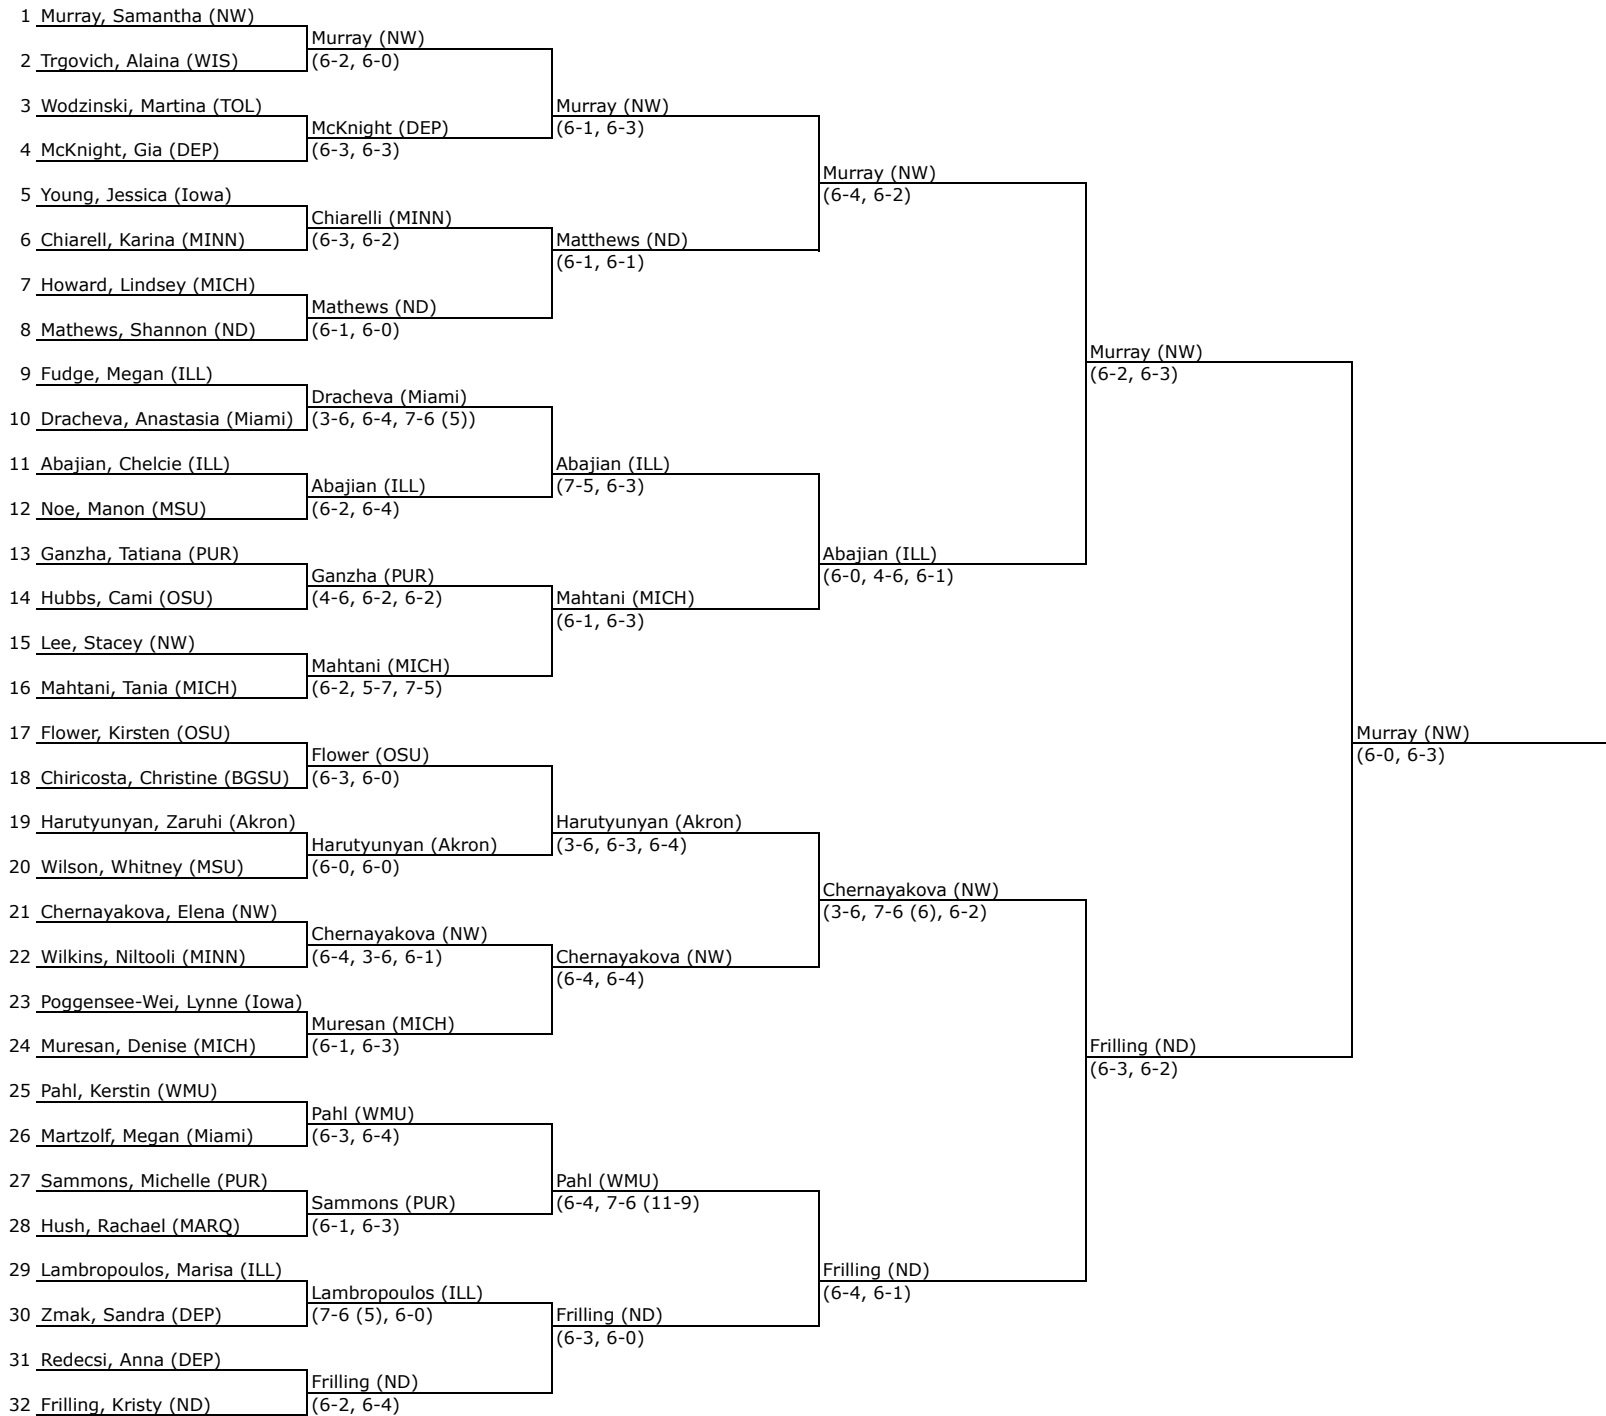 1 Murray, Samantha (NW)
2 Trgovich, Alaina (WIS)
3 Wodzinski, Martina (TOL)
4 McKnight, Gia (DEP)
5 Young, Jessica (Iowa)
6 Chiarell, Karina (MINN)
7 Howard, Lindsey (MICH)
8 Mathews, Shannon (ND)
9 Fudge, Megan (ILL)
10 Dracheva, Anastasia (Miami)
11 Abajian, Chelcie (ILL)
12 Noe, Manon (MSU)
13 Ganzha, Tatiana (PUR)
14 Hubbs, Cami (OSU)
15 Lee, Stacey (NW)
16 Mahtani, Tania (MICH)
17 Flower, Kirsten (OSU)
18 Chiricosta, Christine (BGSU)
19 Harutyunyan, Zaruhi (Akron)
20 Wilson, Whitney (MSU)
21 Chernayakova, Elena (NW)
22 Wilkins, Niltooli (MINN)
23 Poggensee-Wei, Lynne (Iowa)
24 Muresan, Denise (MICH)
25 Pahl, Kerstin (WMU)
26 Martzolf, Megan (Miami)
27 Sammons, Michelle (PUR)
28 Hush, Rachael (MARQ)
29 Lambropoulos, Marisa (ILL)
30 Zmak, Sandra (DEP)
31 Redecsi, Anna (DEP)
32 Frilling, Kristy (ND)
Murray (NW)
(6-2, 6-0)
McKnight (DEP)
(6-3, 6-3)
Chiarelli (MINN)
(6-3, 6-2)
Mathews (ND)
(6-1, 6-0)
Dracheva (Miami)
(3-6, 6-4, 7-6 (5))
Abajian (ILL)
(6-2, 6-4)
Ganzha (PUR)
(4-6, 6-2, 6-2)
Mahtani (MICH)
(6-2, 5-7, 7-5)
Flower (OSU)
(6-3, 6-0)
Harutyunyan (Akron)
(6-0, 6-0)
Chernayakova (NW)
(6-4, 3-6, 6-1)
Muresan (MICH)
(6-1, 6-3)
Pahl (WMU)
(6-3, 6-4)
Sammons (PUR)
(6-1, 6-3)
Lambropoulos (ILL)
(7-6 (5), 6-0)
Frilling (ND)
(6-2, 6-4)
Murray (NW)
(6-1, 6-3)
Matthews (ND)
(6-1, 6-1)
Abajian (ILL)
(7-5, 6-3)
Mahtani (MICH)
(6-1, 6-3)
Harutyunyan (Akron)
(3-6, 6-3, 6-4)
Chernayakova (NW)
(6-4, 6-4)
Pahl (WMU)
(6-4, 7-6 (11-9)
Frilling (ND)
(6-3, 6-0)
Murray (NW)
(6-4, 6-2)
Abajian (ILL)
(6-0, 4-6, 6-1)
Chernayakova (NW)
(3-6, 7-6 (6), 6-2)
Frilling (ND)
(6-4, 6-1)
Murray (NW)
(6-2, 6-3)
Frilling (ND)
(6-3, 6-2)
Murray (NW)
(6-0, 6-3)